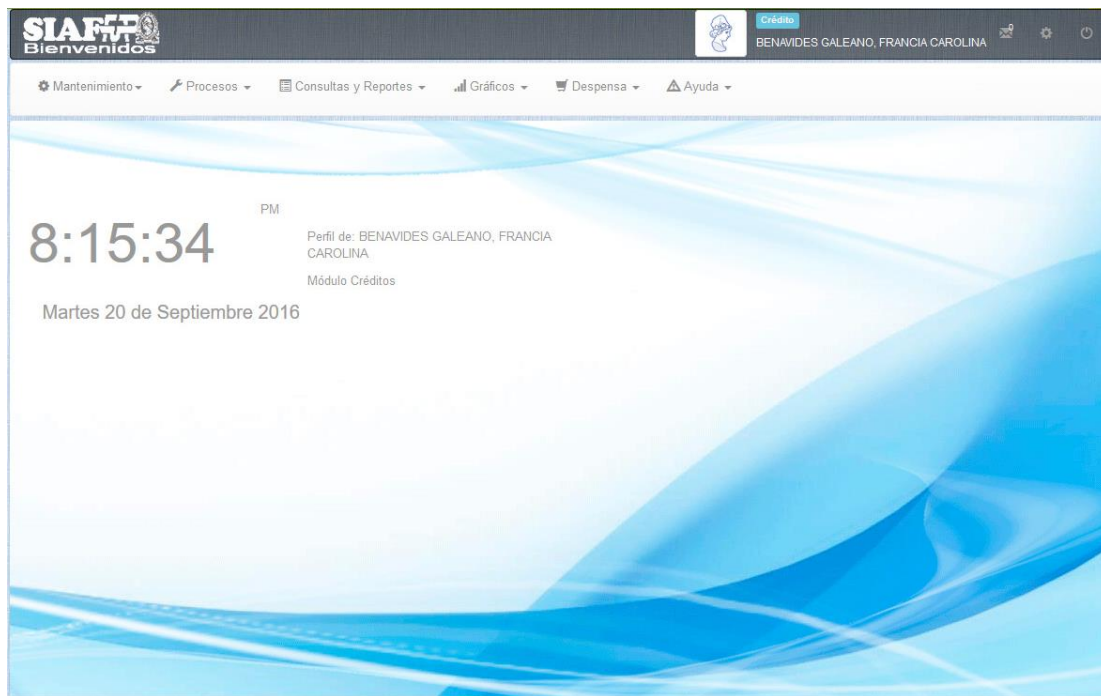 SIAF
Bienvenidos
Crédito
BENAVIDES GALEANO, FRANCIA CAROLINA
Mantenimiento
Procesos
Consultas y Reportes
Gráficos
Despensa
Ayuda
8:15:34 PM
Perfil de: BENAVIDES GALEANO, FRANCIA
CAROLINA
Módulo Créditos
Martes 20 de Septiembre 2016